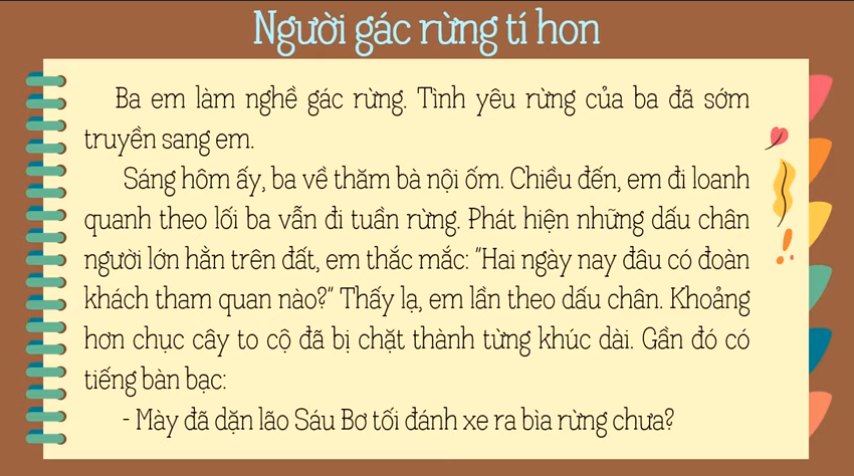 Người gác rừng tí hon
Ba em làm nghề gác rừng. Tình yêu rừng của ba đã sớm
truyền sang em.
Sáng hôm ấy, ba về thăm bà nội ốm. Chiều đến, em đi loanh
quanh theo lối ba vẫn đi tuần rừng. Phát hiện những dấu chân
người lớn hằn trên đất, em thắc mắc: "Hai ngày nay đâu có đoàn
khách tham quan nào?" Thấy lạ, em lần theo dấu chân. Khoảng
hơn chục cây to cộ đã bị chặt thành từng khúc dài. Gần đó có
tiếng bàn bạc:
- Mày đã dặn lão Sáu Bơ tối đánh xe ra bìa rừng chưa?